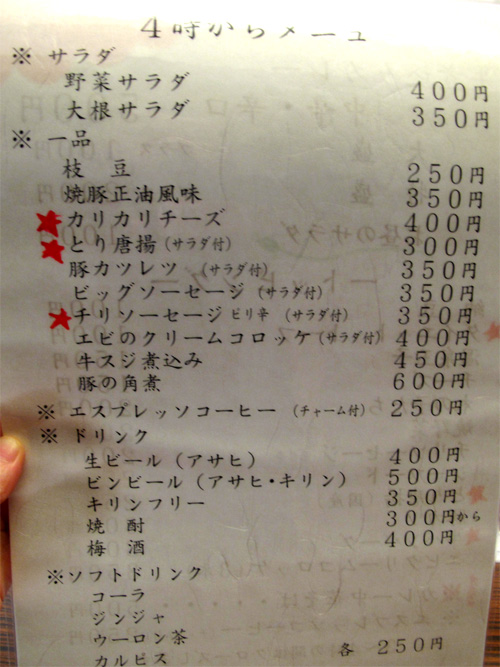 4時からメニュー
※ サラダ
野菜サラダ 400円
大根サラダ 350円
※ 一品
枝 豆 250円
焼豚正油風味 350円
カリカリチーズ 400円
とり唐揚(サラダ付) 300円
豚カツレツ (サラダ付) 350円
ビッグソーセージ(サラダ付) 350円
チリソーセージ ピリ辛 (サラダ付) 350円
エビのクリームコロッケ(サラダ付) 400円
牛スジ煮込み 450円
豚の角煮 600円
※ エスプレッソコーヒー (チャーム付) 250円
※ ドリンク
生ビール(アサヒ) 400円
ビンビール(アサヒ・キリン) 500円
キリンフリー 350円
焼 酎 300円から
梅 酒 400円
※ソフトドリンク
コーラ
ジンジャ
ウーロン茶
カルピス 各 250円